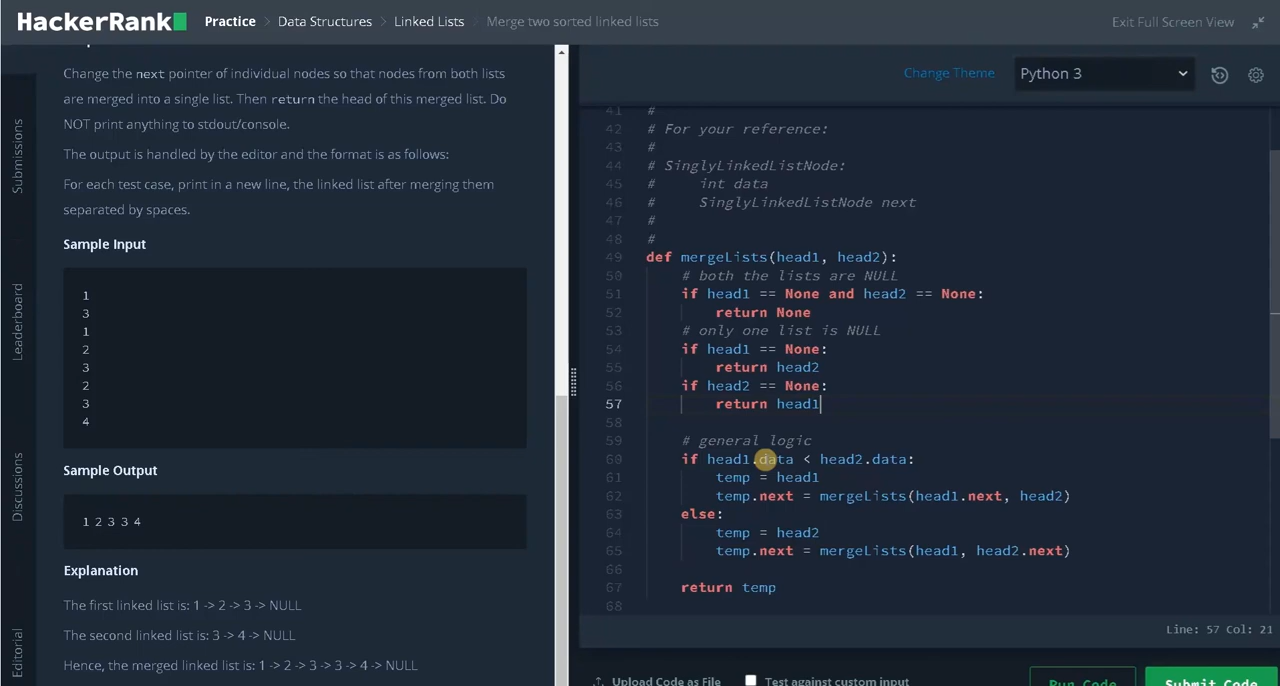 HackerRank Practice Data Structures Linked Lists Merge two sorted linked lists Exit Full Screen View
Submissions
Leaderboard
Discussions
Editorial
Change the next pointer of individual nodes so that nodes from both lists
are merged into a single list. Then return the head of this merged list. Do
NOT print anything to stdout/console.
The output is handled by the editor and the format is as follows:
For each test case, print in a new line, the linked list after merging them
separated by spaces.
Sample Input
1
3
1
2
3
2
3
4
Sample Output
1 2 3 3 4
Explanation
The first linked list is: 1 -> 2 -> 3 -> NULL
The second linked list is: 3 -> 4 -> NULL
Hence, the merged linked list is: 1 -> 2 -> 3 -> 3 -> 4 -> NULL
Change Theme Python 3
41 #
42 # For your reference:
43 #
44 # SinglyLinkedListNode:
45 #     int data
46 #     SinglyLinkedListNode next
47 #
48 #
49 def mergeLists(head1, head2):
50     # both the lists are NULL
51     if head1 == None and head2 == None:
52         return None
53     # only one list is NULL
54     if head1 == None:
55         return head2
56     if head2 == None:
57         return head1
58
59     # general logic
60     if head1.data < head2.data:
61         temp = head1
62         temp.next = mergeLists(head1.next, head2)
63     else:
64         temp = head2
65         temp.next = mergeLists(head1, head2.next)
66
67     return temp
68
Line: 57 Col: 21
Upload Code as File Test against custom input Run Code Submit Code